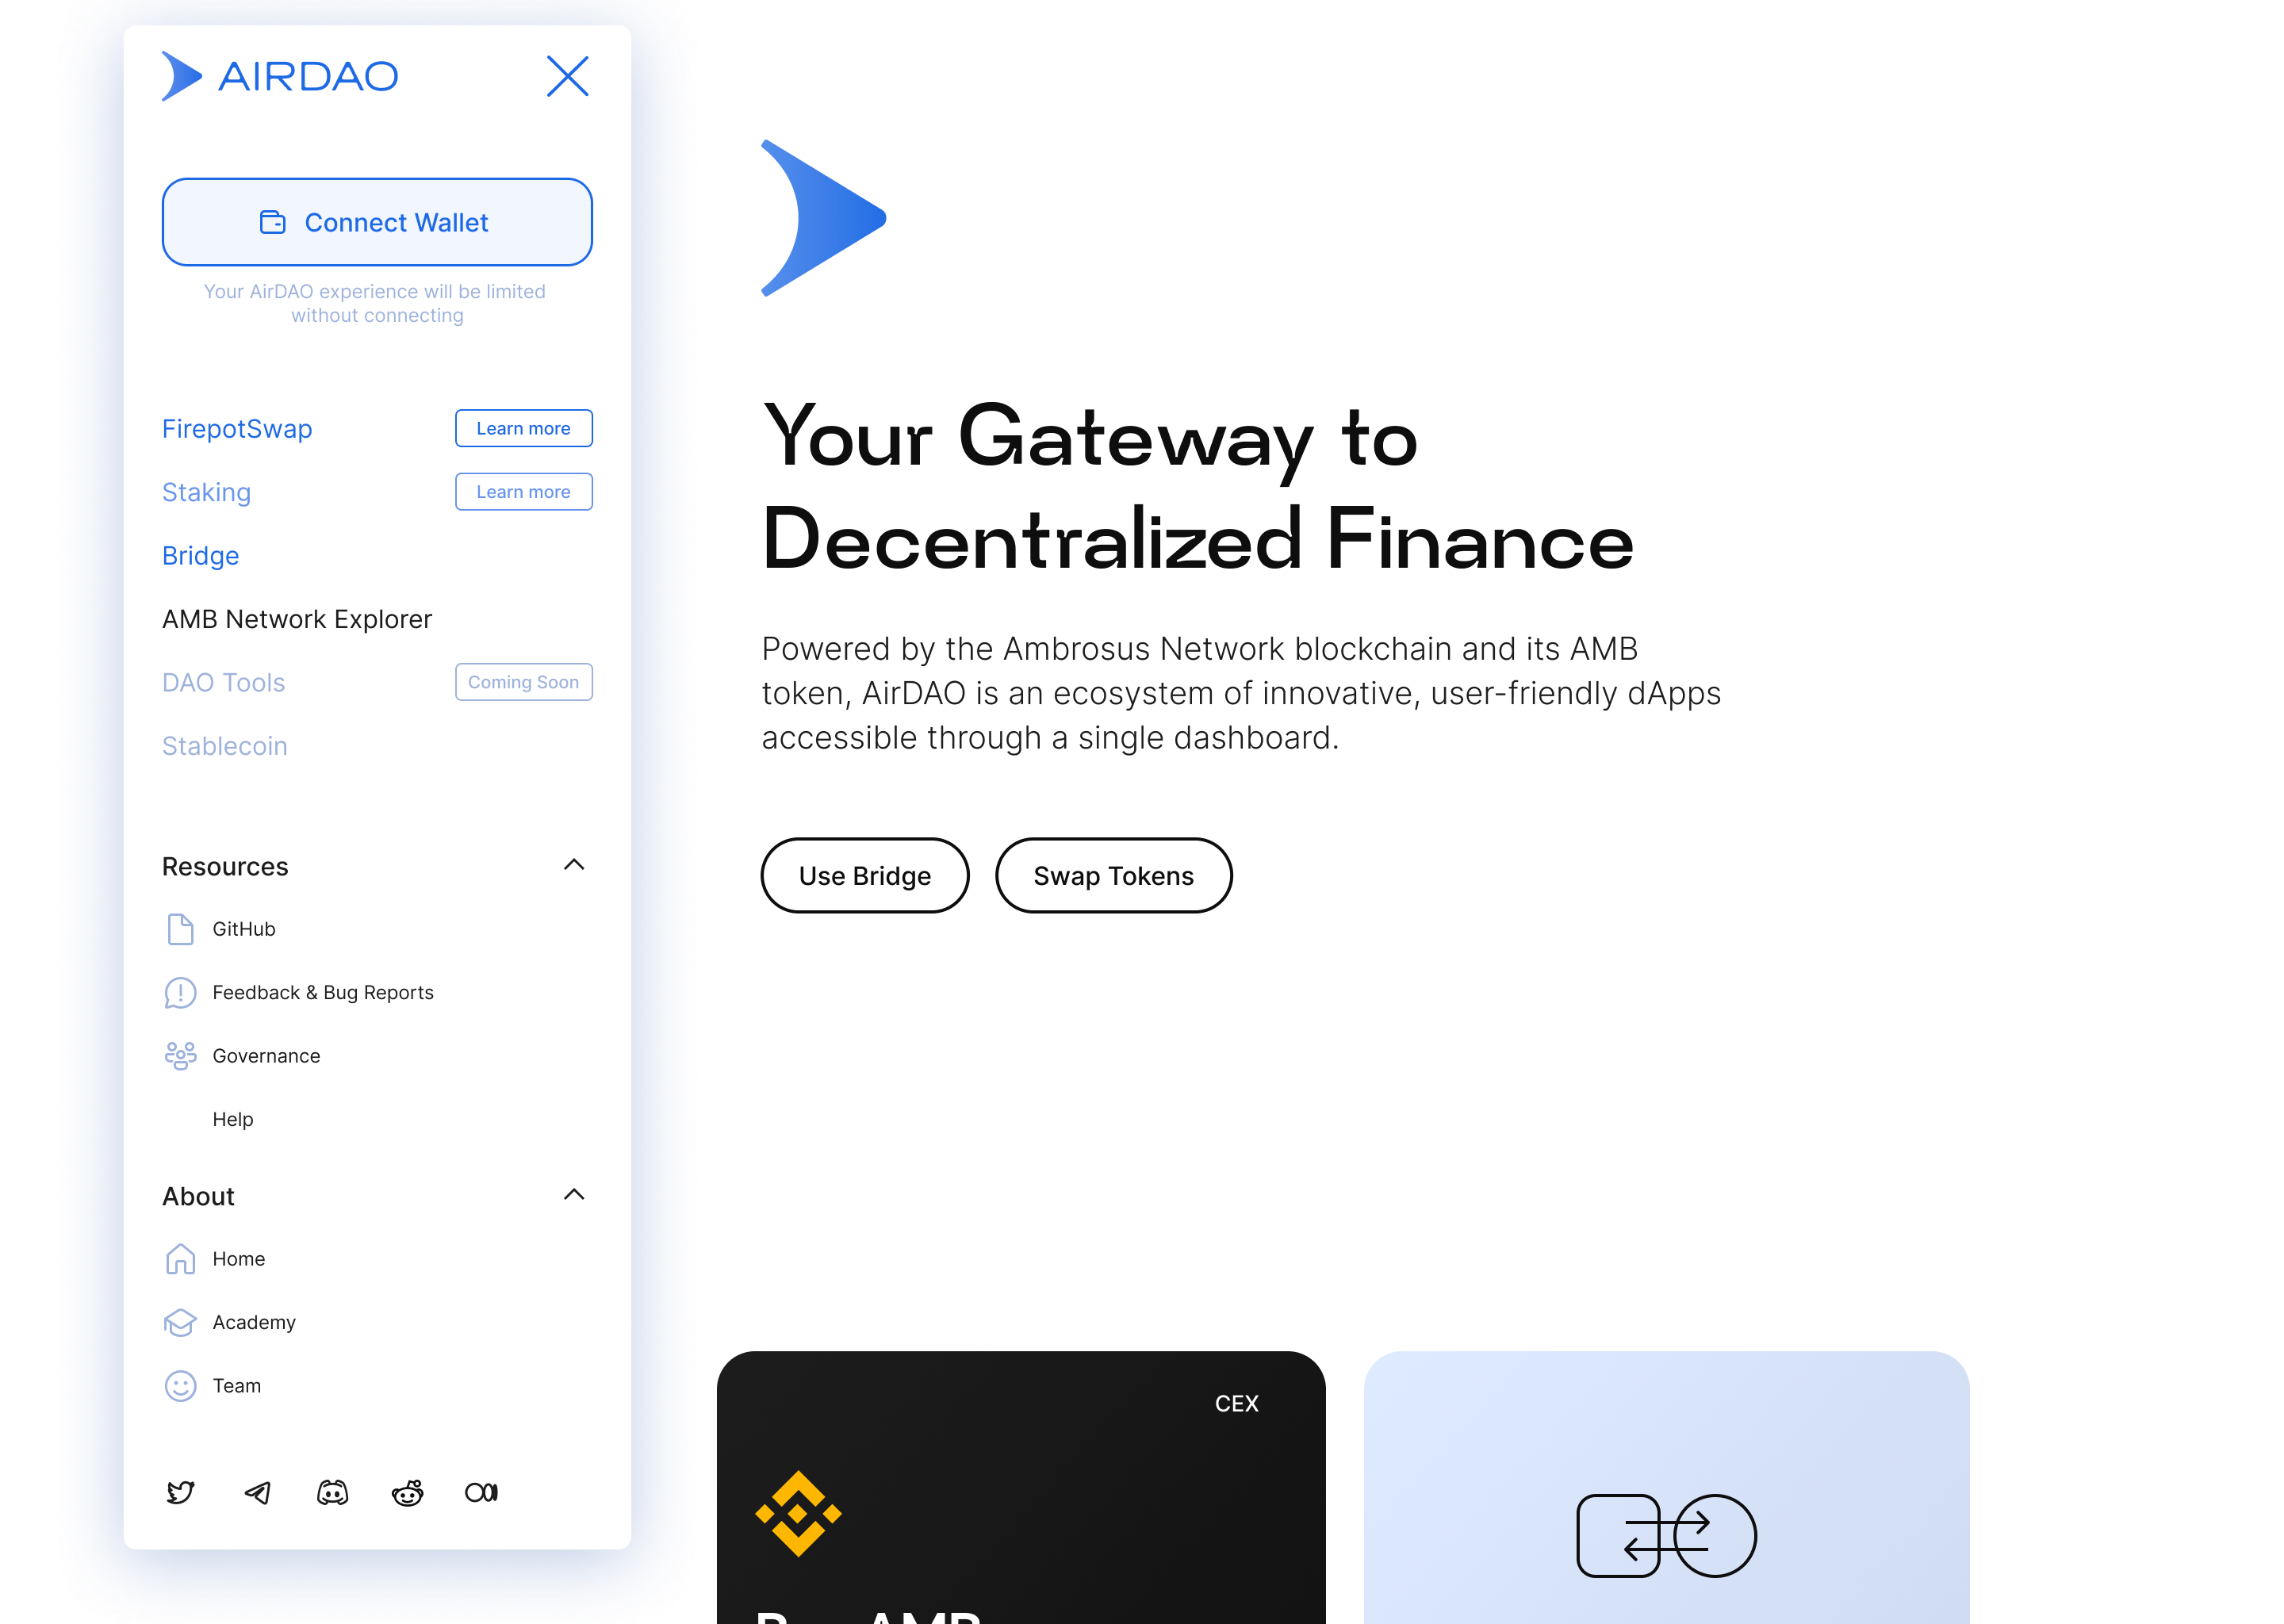 AIRDAO
Connect Wallet
Your AirDAO experience will be limited
without connecting
FirepotSwap
Learn more
Staking
Learn more
Bridge
AMB Network Explorer
DAO Tools
Coming Soon
Stablecoin
Resources
GitHub
Feedback & Bug Reports
Governance
Help
About
Home
Academy
Team
Your Gateway to
Decentralized Finance
Powered by the Ambrosus Network blockchain and its AMB
token, AirDAO is an ecosystem of innovative, user-friendly dApps
accessible through a single dashboard.
Use Bridge
Swap Tokens
CEX
AMB